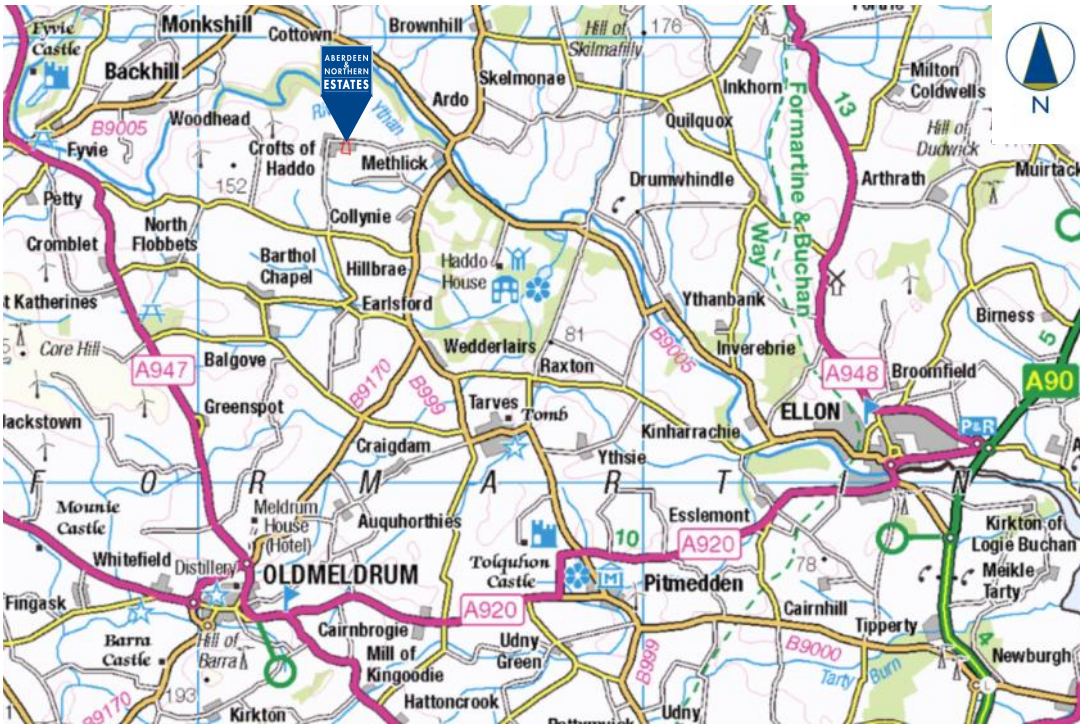 Fyvie
Castle
Monkshill
Cottown
Brownhill
Hill of
Skilmafilly
176
ABERDEEN
&
NORTHERN
ESTATES
N
Backhill
Skelmonae
Inkhorn
Milton
Coldwells
13
Ardo
River
Ythan
B9005
Woodhead
Quilquox
Hill of
Dudwick
Fyvie
Crofts of
Haddo
Methlick
Formartine & Buchan
Way
Muirtack
152
Drumwhindle
Arthrath
Petty
Collynie
North
Flobbets
Cromblet
Barthol
Chapel
Hillbrae
Haddo
House
t Katherines
Earlsford
Ythanbank
Birness
81
Core Hill
Wedderlairs
B9005
Inverebrie
5
A947
Balgove
Raxton
A948
Broomfield
A90
B9170
B999
Greenspot
Tarves
Tomb
ELLON
P&R
lackstown
Craigdam
Kinharrachie
Ythsie
F O R M A R T I N
Mounie
Castle
Meldrum
House
(Hotel)
Auquhorthies
Esslemont
Kirkton of
Logie Buchan
10
A920
Whitefield
Distillery
OLDMELDRUM
Tolquhon
Castle
M
Pitmedden
78
Meikle
Tarty
Fingask
A920
Cairnhill
Tipperty
Barra
Castle
Hill of
Barra
Cairnbrogie
Udny
Green
B9000
4
Mill of
Kingoodie
B999
Tarty Burn
Newburgh
193
Hattoncrook
B9170
Kirkton
Udny
L